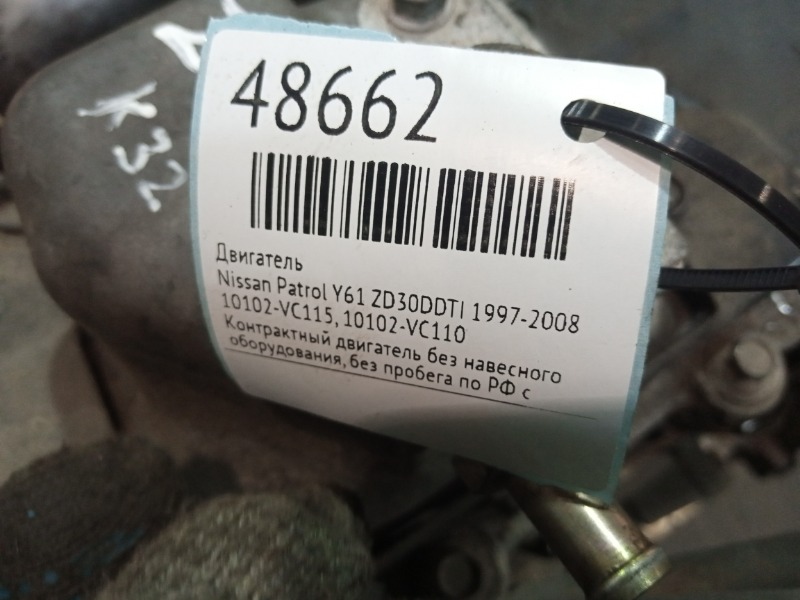 48662
Двигатель
Nissan Patrol Y61 ZD30DDTI 1997-2008
10102-VC115, 10102-VC110
Контрактный двигатель без навесного
оборудования, без пробега по РФ с
K32